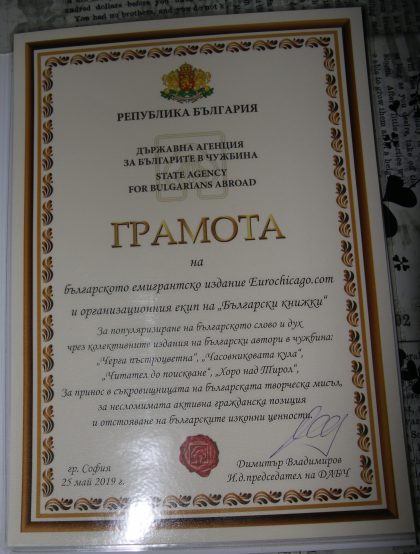 РЕПУБЛИКА БЪЛГАРИЯ
ДЪРЖАВНА АГЕНЦИЯ
ЗА БЪЛГАРИТЕ В ЧУЖБИНА
STATE AGENCY
FOR BULGARIANS ABROAD
ГРАМОТА
на
българското емигрантско издание Eurochicago.com
и организационния екип на „Български книжки“
За популяризиране на българското слово и дух
чрез колективните издания на български автори в чужбина:
„Черга пъстроцветна“, „Часовниковата кула“,
„Читател до поискване“, „Хоро над Тирол“,
За принос в съкровищницата на българската творческа мисъл,
за несломимата активна гражданска позиция
и отстояване на българските изконни ценности.
гр. София
25 май 2019 г.
Димитър Владимиров
И.д.председател на ДАБЧ